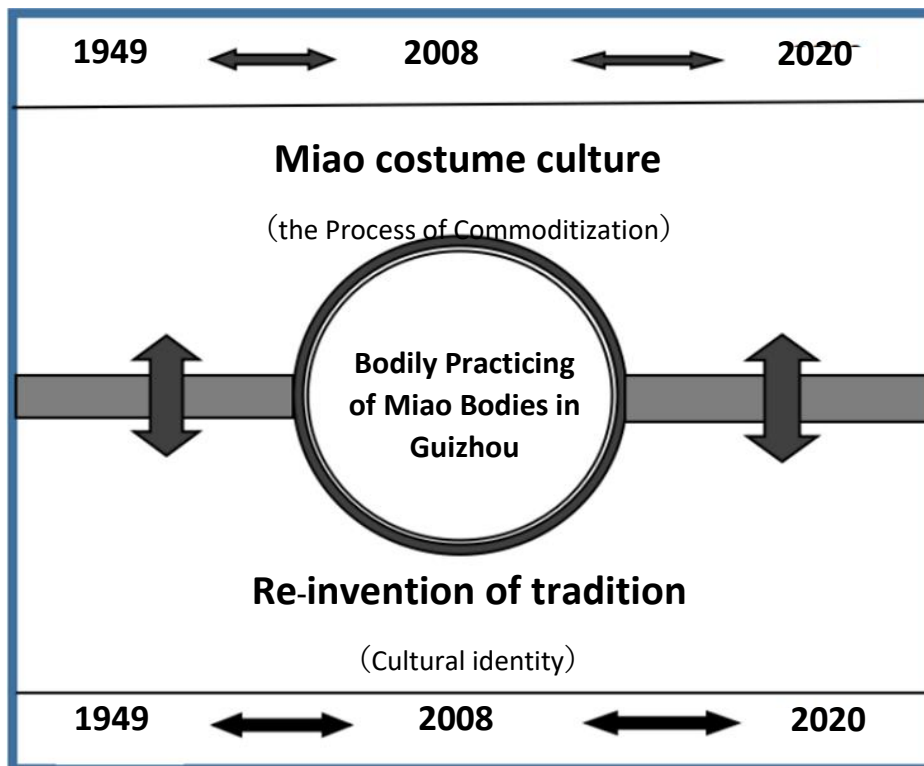 1949 2008 2020
Miao costume culture
（the Process of Commoditization）
Bodily Practicing
of Miao Bodies in
Guizhou
Re-invention of tradition
（Cultural identity）
1949 2008 2020